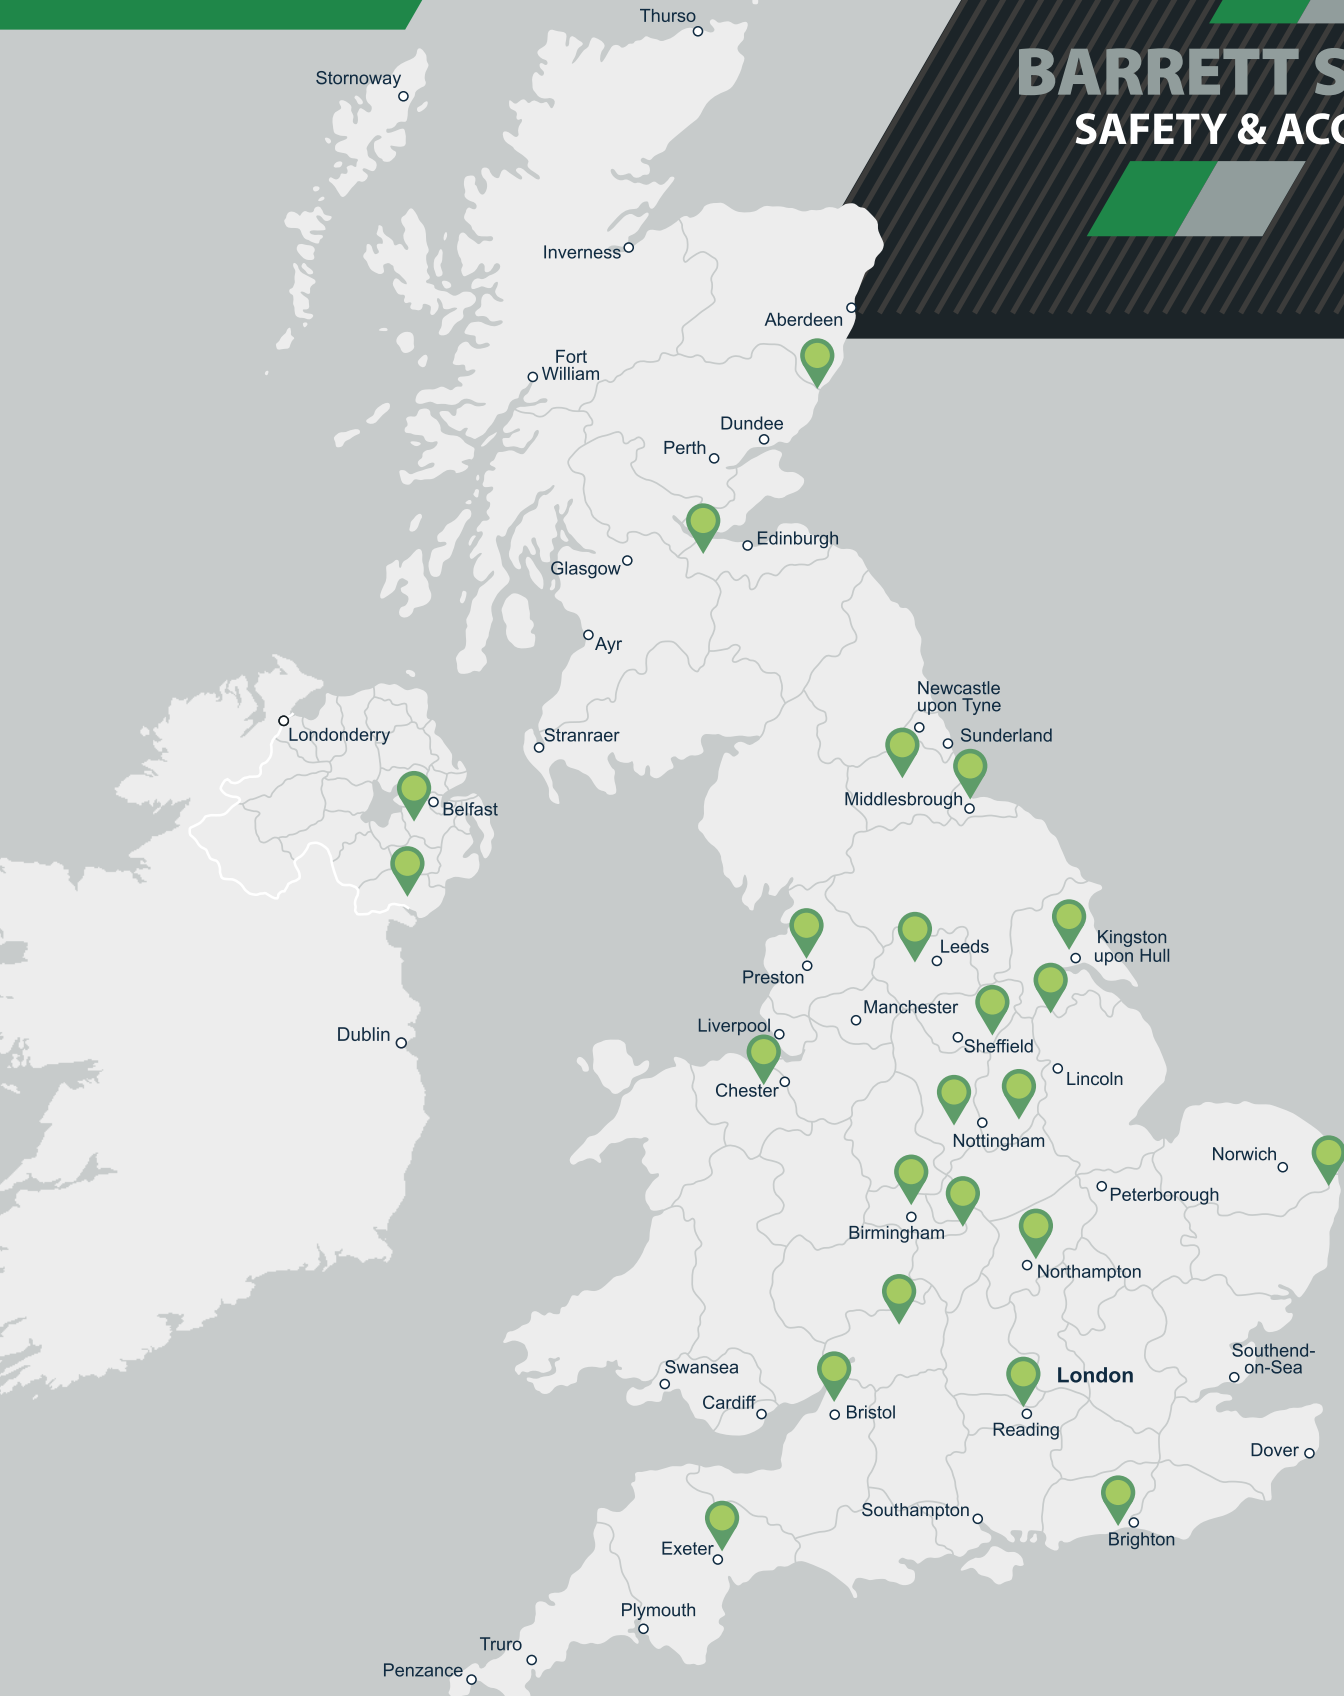 Thurso
BARRETT S
Stornoway
SAFETY & ACC
Inverness
Aberdeen
Fort
William
Dundee
Perth
Edinburgh
Glasgow
Ayr
Newcastle
upon Tyne
Londonderry
Stranraer
Sunderland
Middlesbrough
Belfast
Kingston
upon Hull
Leeds
Preston
Manchester
Liverpool
Dublin
Sheffield
Lincoln
Chester
Nottingham
Norwich
Peterborough
Birmingham
Northampton
Southend-
on-Sea
Swansea
London
Cardiff
Bristol
Reading
Dover
Southampton
Brighton
Exeter
Plymouth
Truro
Penzance